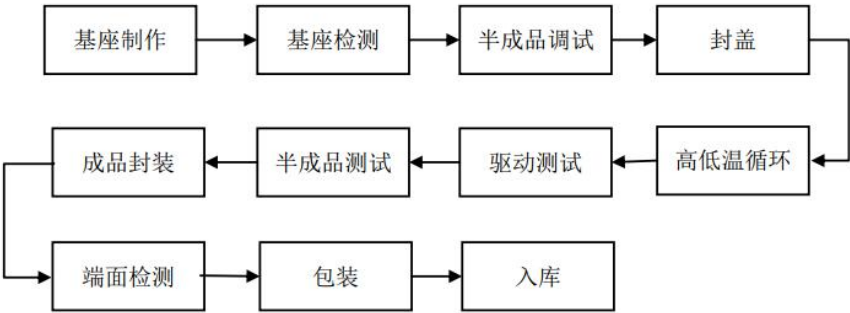 基座制作
基座检测
半成品调试
封盖
高低温循环
驱动测试
半成品测试
成品封装
端面检测
包装
入库